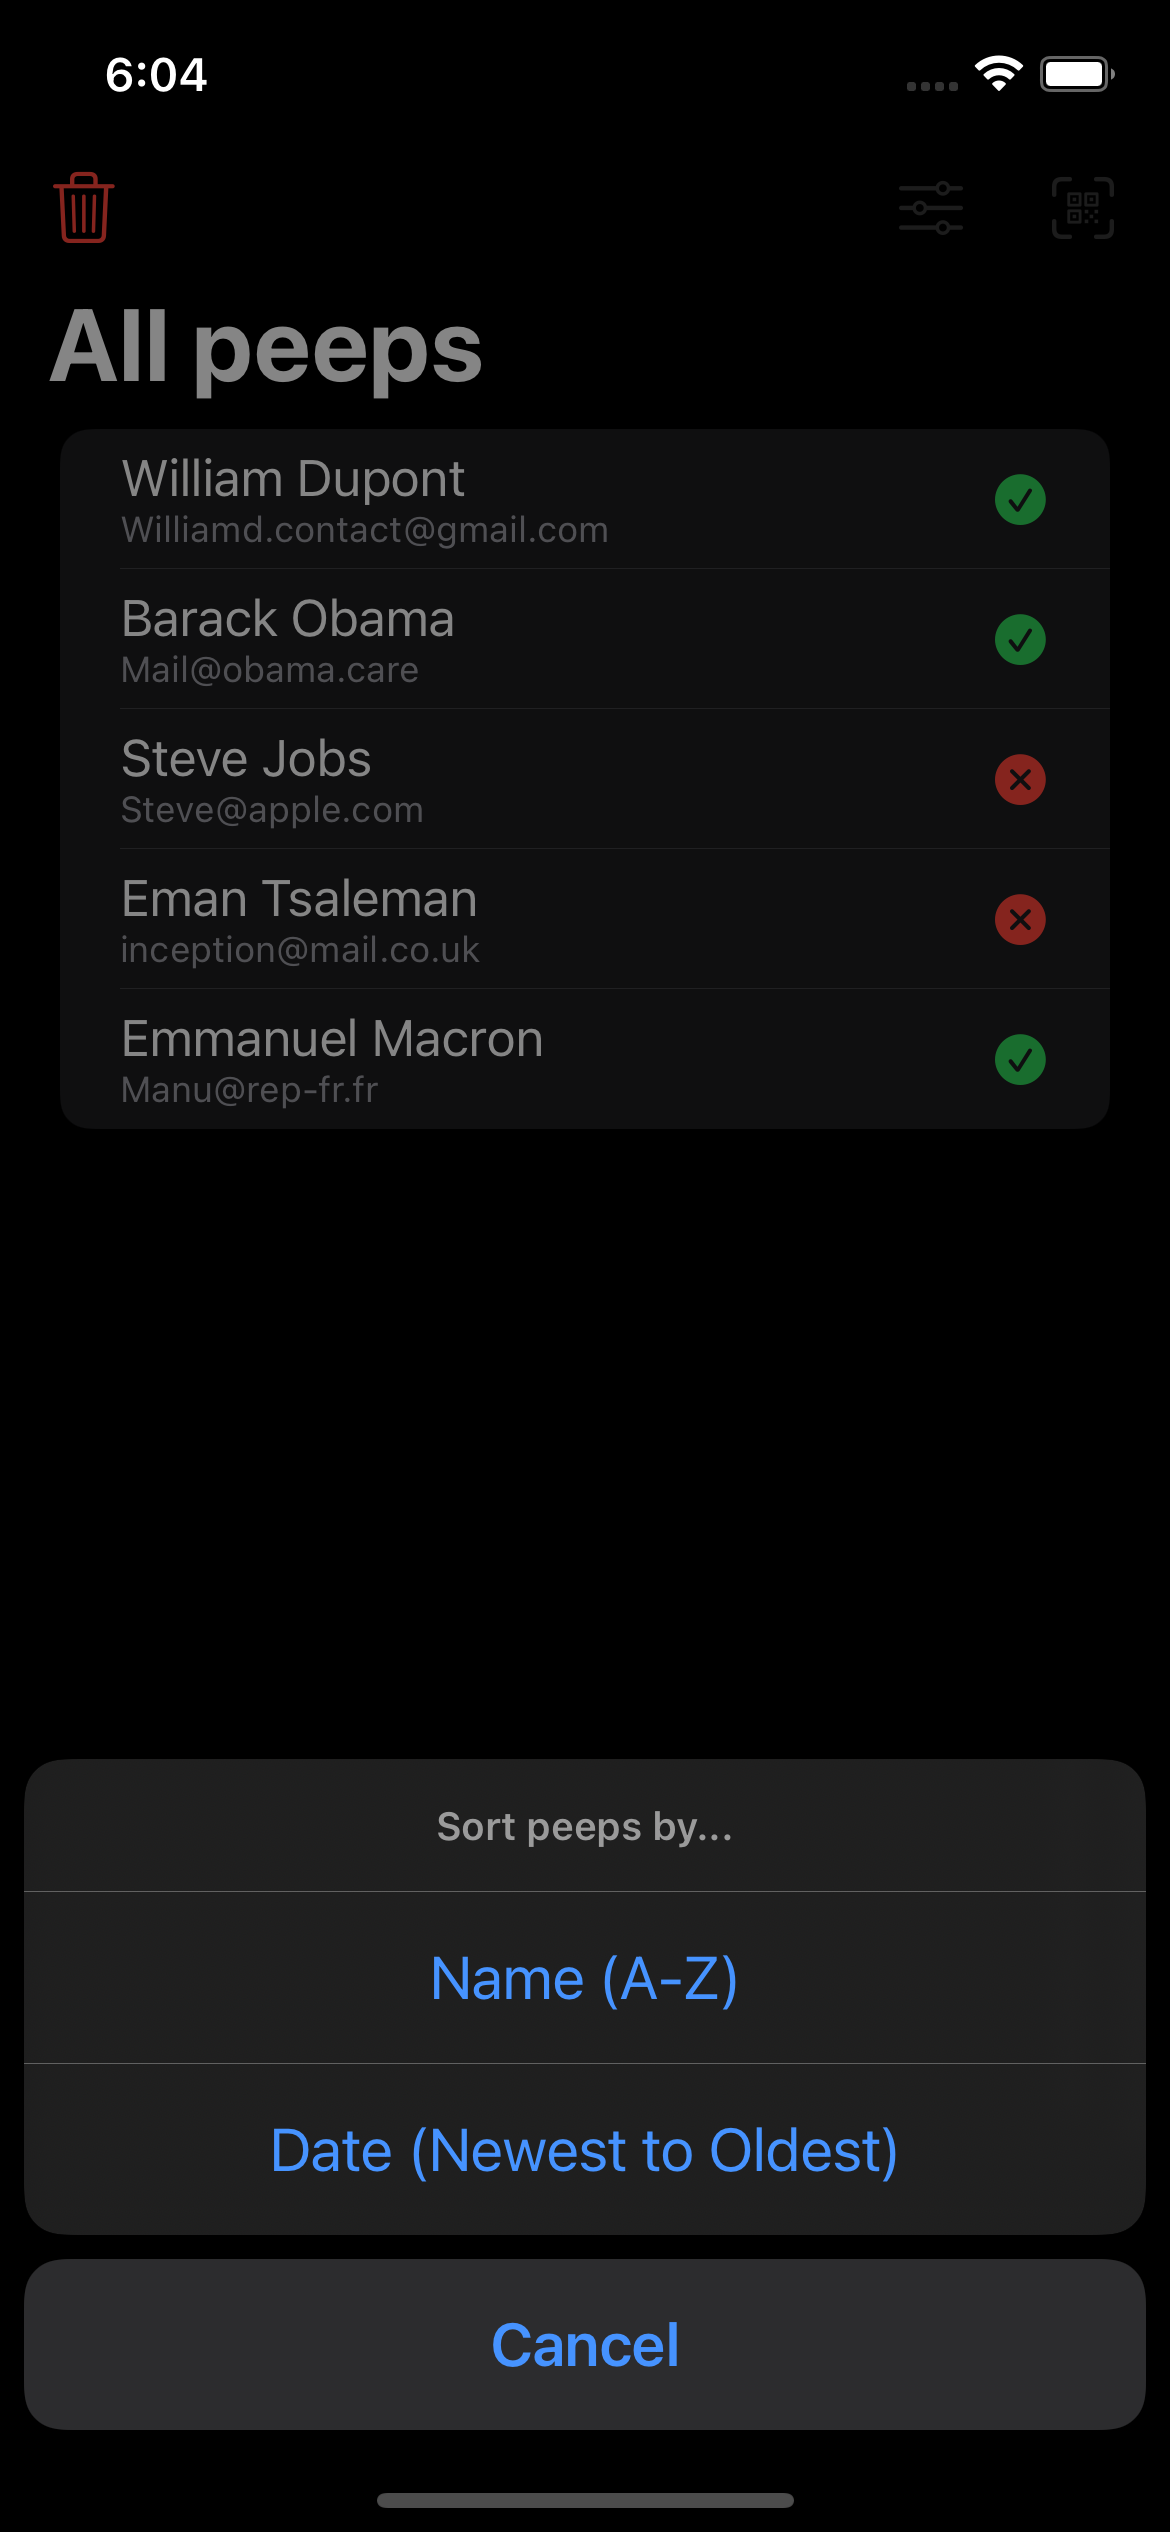 6:04
All peeps
William Dupont
Williamd.contact@gmail.com
Barack Obama
Mail@obama.care
Steve Jobs
Steve@apple.com
Eman Tsaleman
inception@mail.co.uk
Emmanuel Macron
Manu@rep-fr.fr
Sort peeps by...
Name (A-Z)
Date (Newest to Oldest)
Cancel